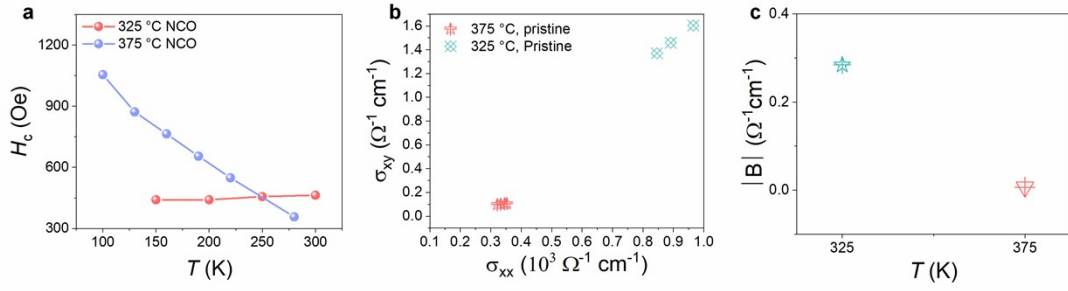 a
325 °C NCO
375 °C NCO
1200
900
600
300
100
150
200
250
300
H_c (Oe)
T (K)
b
375 °C, pristine
325 °C, Pristine
1.6
1.4
1.2
1.0
0.8
0.6
0.4
0.2
0.0
0.1 0.2 0.3 0.4 0.5 0.6 0.7 0.8 0.9 1.0
σxy (Ω⁻¹ cm⁻¹)
σxx (10³ Ω⁻¹ cm⁻¹)
c
0.4
0.2
0.0
325
375
|B| (Ω⁻¹cm⁻¹)
T (K)